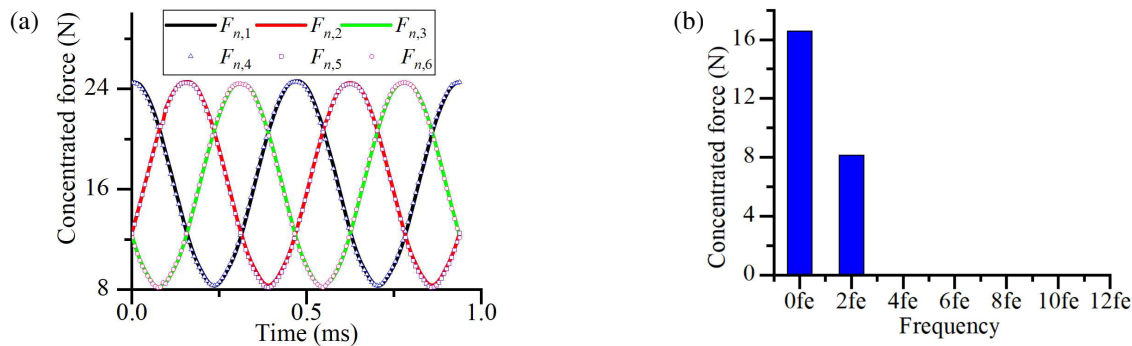 (a)
Concentrated force (N)
F_{n,1} F_{n,2} F_{n,3}
F_{n,4} F_{n,5} F_{n,6}
24
16
8
0.0 0.5 1.0
Time (ms)
(b)
Concentrated force (N)
16
12
8
4
0
0fe 2fe 4fe 6fe 8fe 10fe 12fe
Frequency